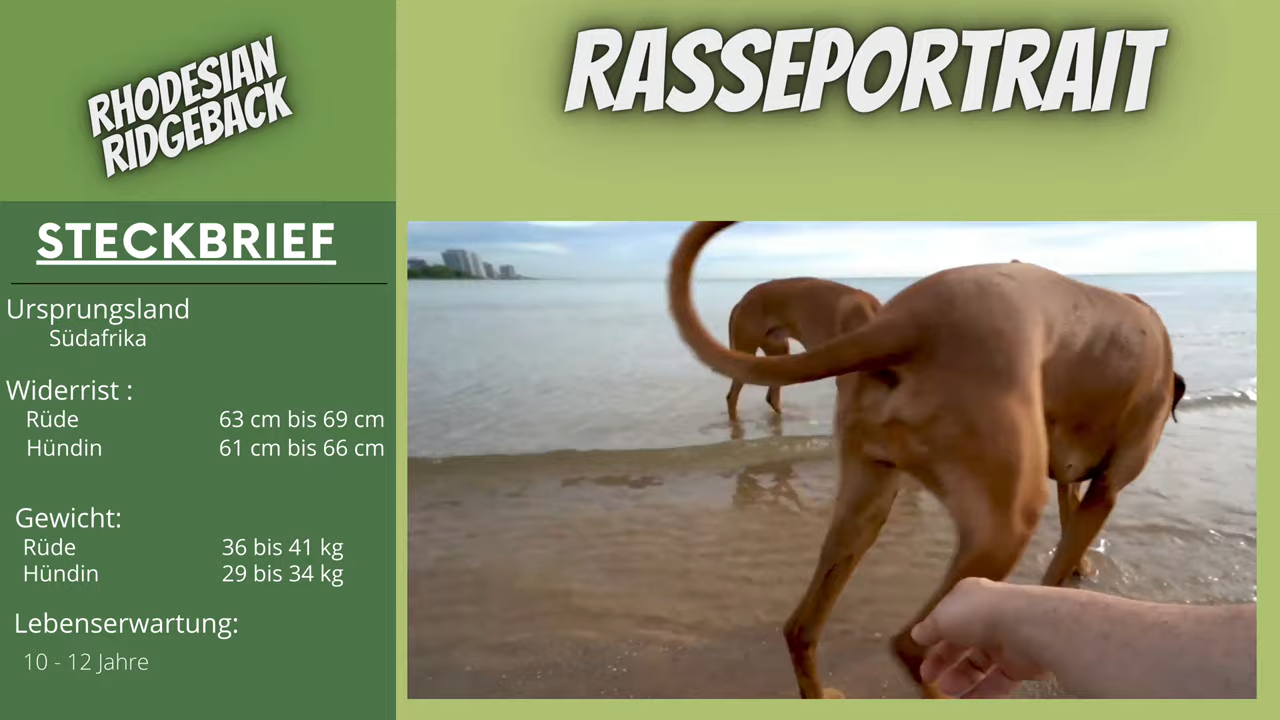 RHODESIAN
RIDGEBACK
RASSEPORTRAIT
STECKBRIEF
Ursprungsland
Südafrika
Widerrist :
Rüde 63 cm bis 69 cm
Hündin 61 cm bis 66 cm
Gewicht:
Rüde 36 bis 41 kg
Hündin 29 bis 34 kg
Lebenserwartung:
10 - 12 Jahre